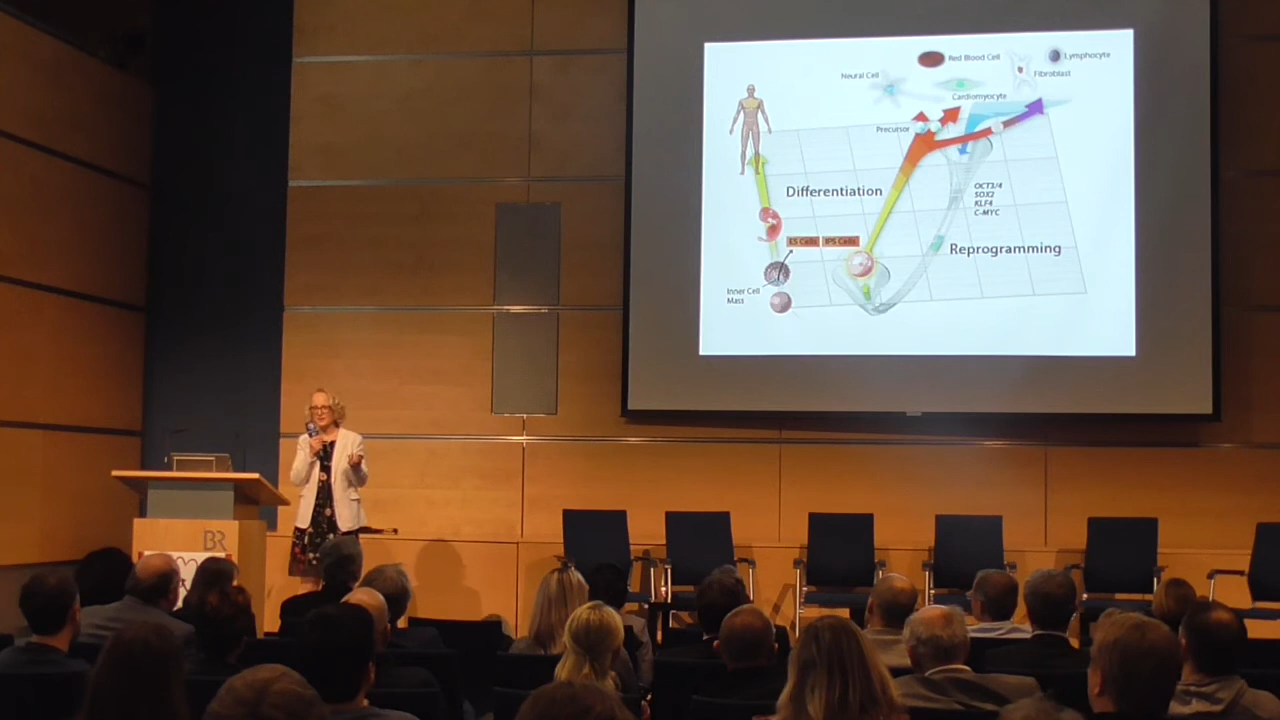 Red Blood Cell
Lymphocyte
Neural Cell
Fibroblast
Cardiomyocyte
Precursor
Differentiation
OCT3/4
SOX2
KLF4
C-MYC
ES Cells
iPS Cells
Reprogramming
Inner Cell
Mass
BR